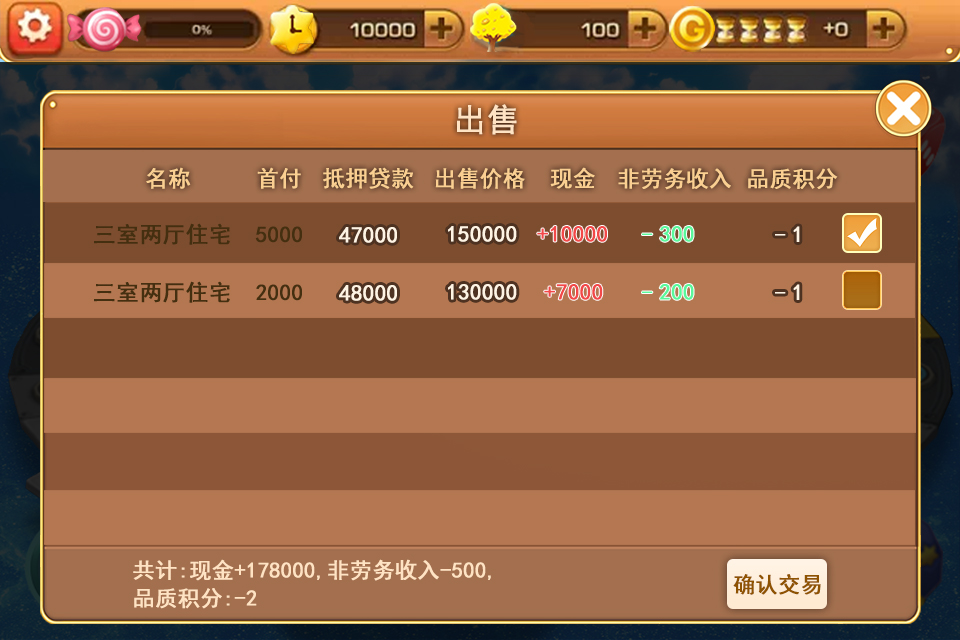 0% 10000 100 +0
出售
名称 首付 抵押贷款 出售价格 现金 非劳务收入 品质积分
三室两厅住宅 5000 47000 150000 +10000 -300 -1
三室两厅住宅 2000 48000 130000 +7000 -200 -1
共计:现金+178000,非劳务收入-500,
品质积分:-2
确认交易